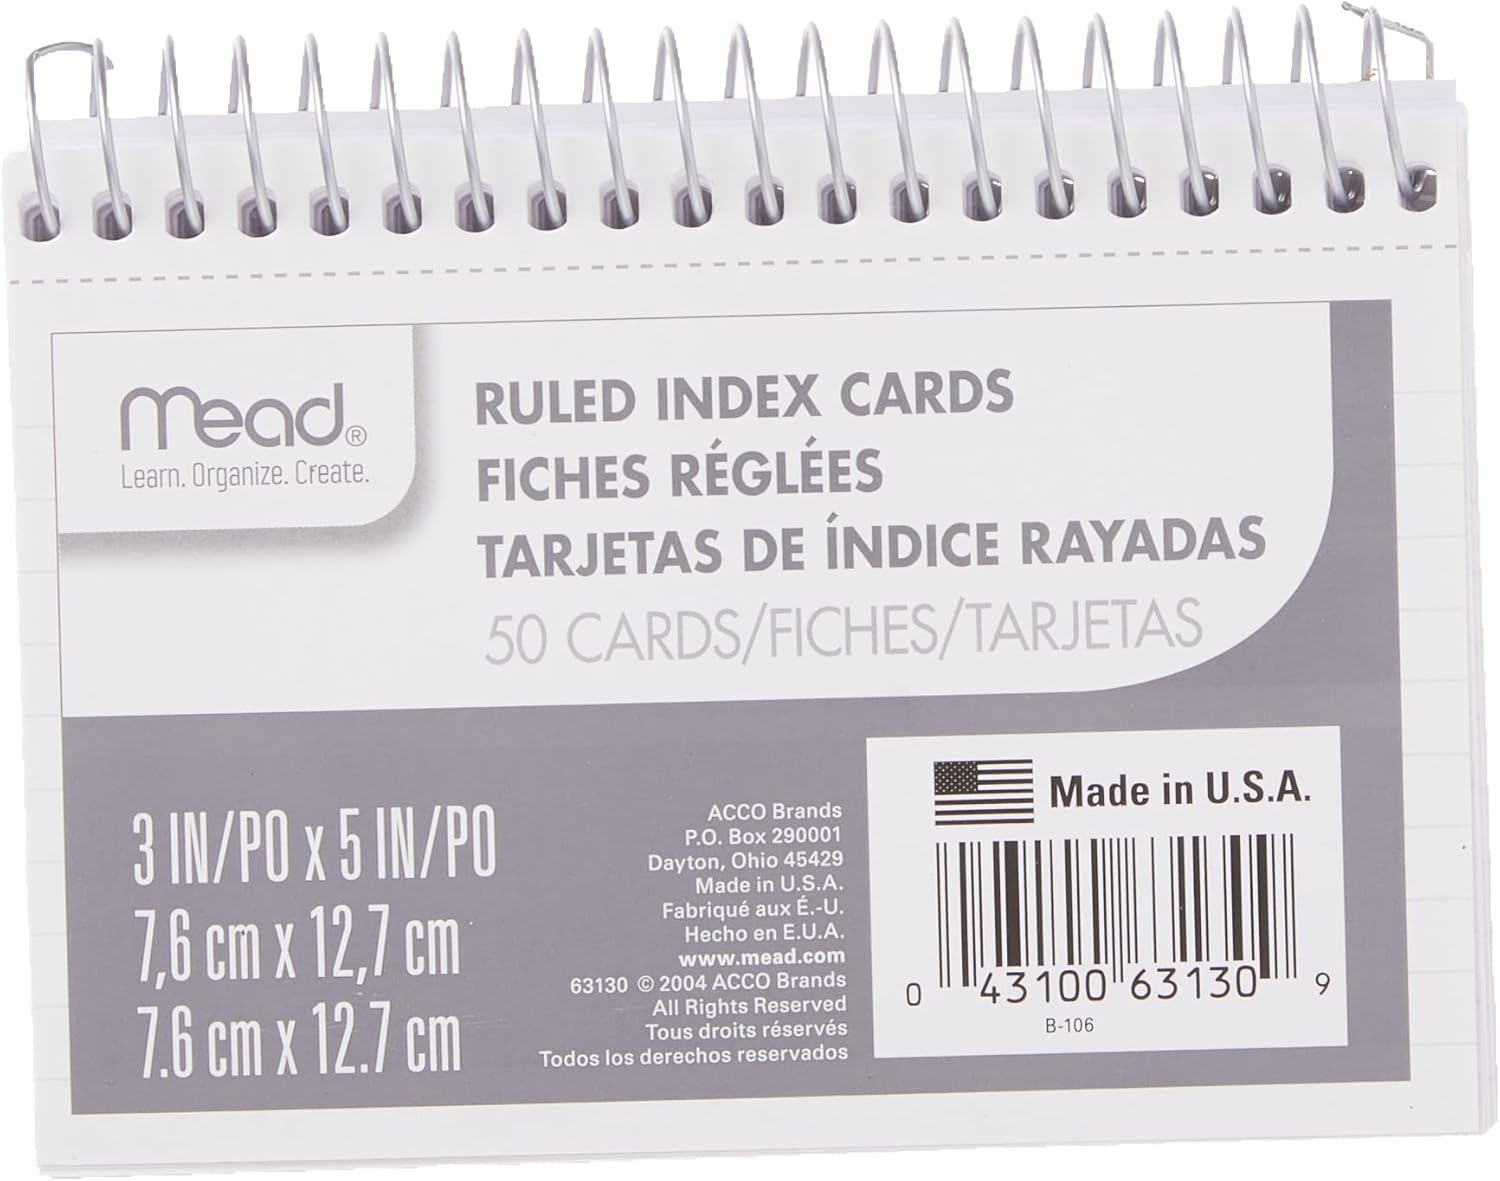 mead®
Learn. Organize. Create.
RULED INDEX CARDS
FICHES RÉGLÉES
TARJETAS DE ÍNDICE RAYADAS
50 CARDS/FICHES/TARJETAS
3 IN/PO x 5 IN/PO
7,6 cm x 12,7 cm
7.6 cm x 12.7 cm
ACCO Brands
P.O. Box 290001
Dayton, Ohio 45429
Made in U.S.A.
Fabriqué aux É.-U.
Hecho en E.U.A.
www.mead.com
63130 © 2004 ACCO Brands
All Rights Reserved
Tous droits réservés
Todos los derechos reservados
Made in U.S.A.
0 43100 63130 9
B-106